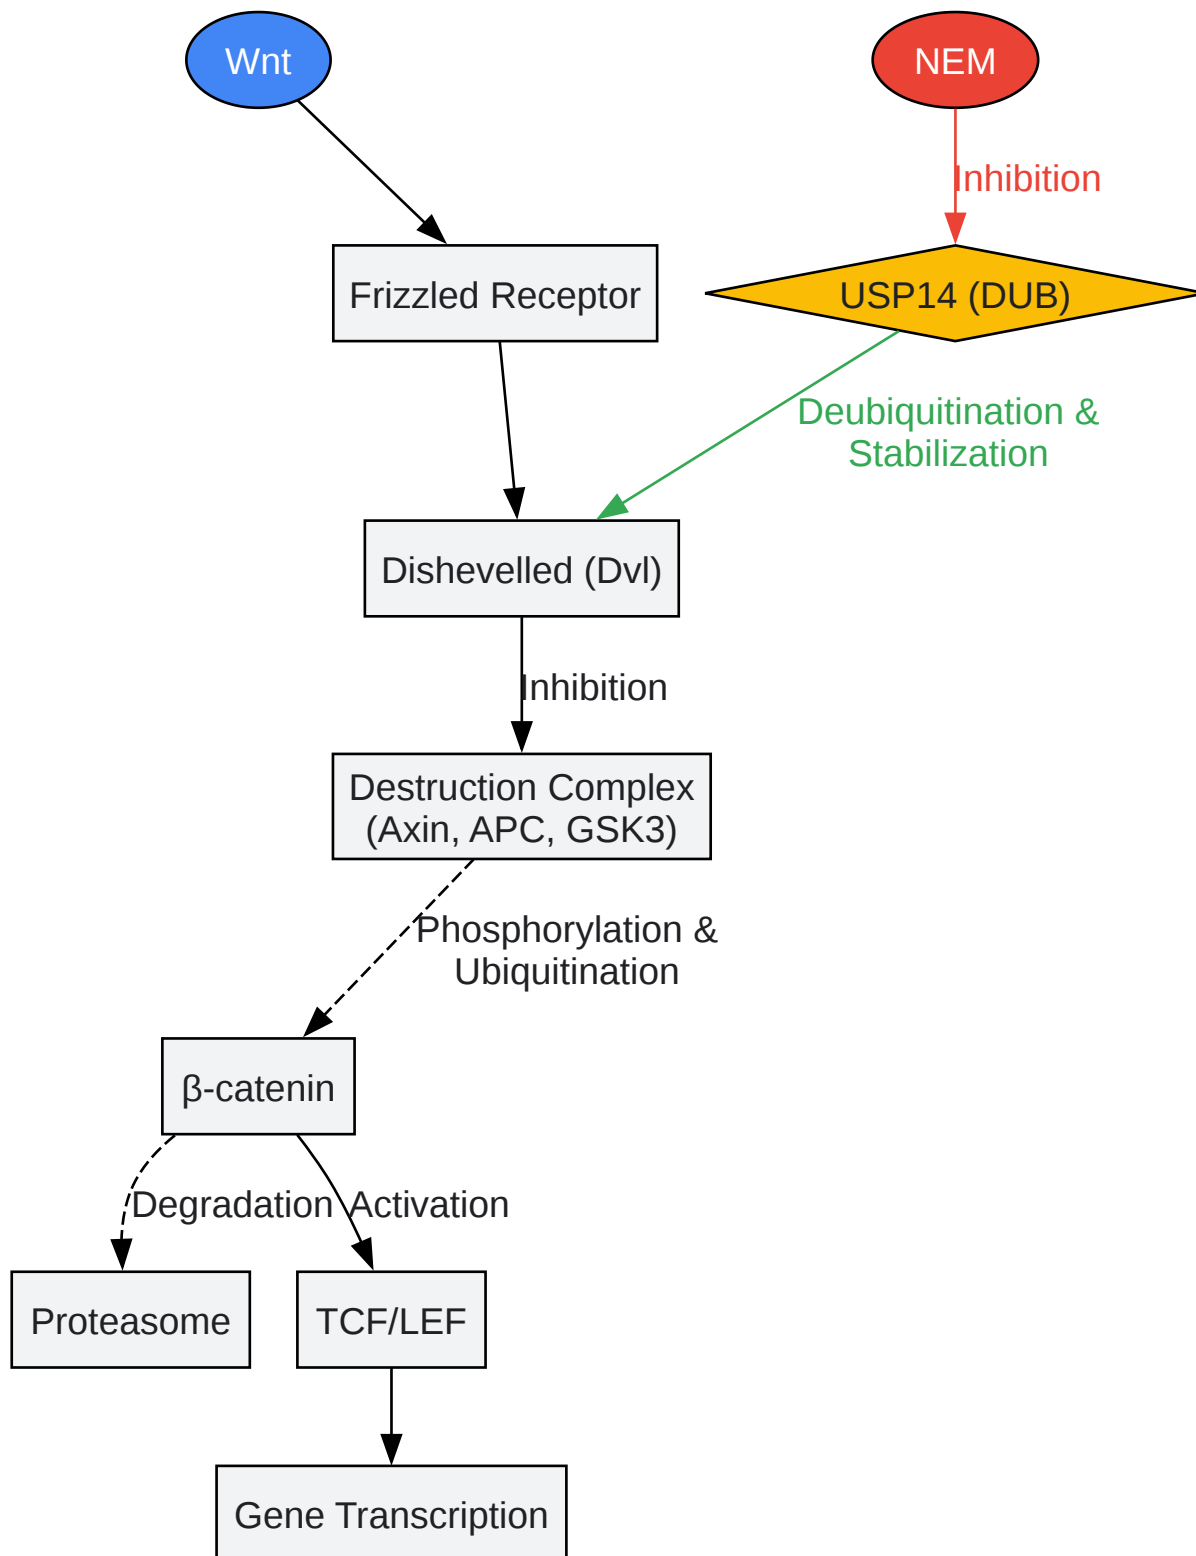 Wnt
NEM
Inhibition
Frizzled Receptor
USP14 (DUB)
Deubiquitination &
Stabilization
Dishevelled (Dvl)
Inhibition
Destruction Complex
(Axin, APC, GSK3)
Phosphorylation &
Ubiquitination
β-catenin
Degradation
Activation
Proteasome
TCF/LEF
Gene Transcription